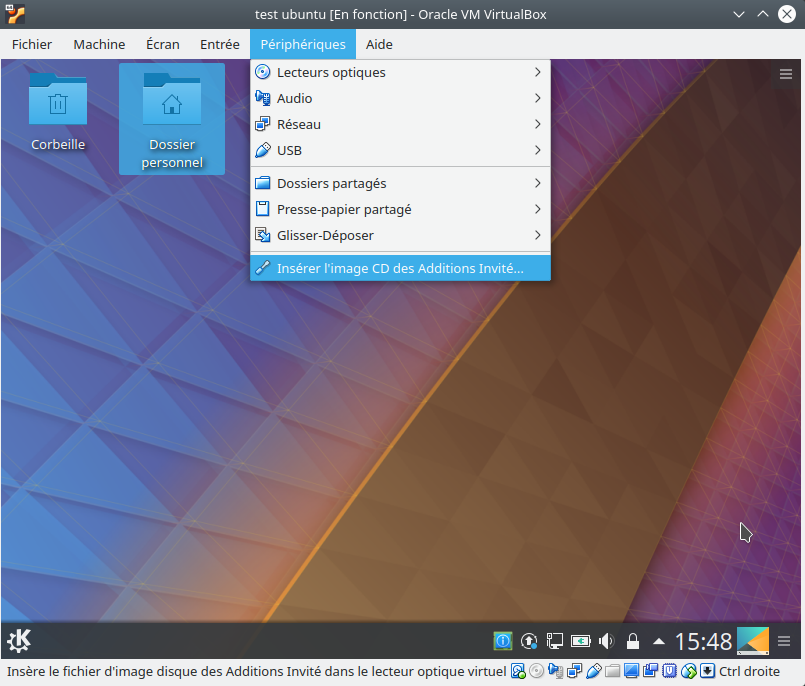 test ubuntu [En fonction] - Oracle VM VirtualBox
Fichier Machine Écran Entrée Périphériques Aide
Lecteurs optiques
Audio
Réseau
USB
Dossiers partagés
Presse-papier partagé
Glisser-Déposer
Insérer l'image CD des Additions Invité...
Corbeille
Dossier
personnel
15:48
Insère le fichier d'image disque des Additions Invité dans le lecteur optique virtuel
Ctrl droite